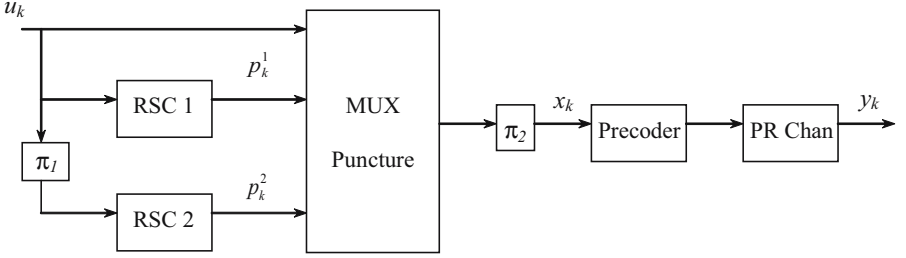 u_k
RSC 1
p_k^1
π_1
RSC 2
p_k^2
MUX
Puncture
π_2
x_k
Precoder
PR Chan
y_k